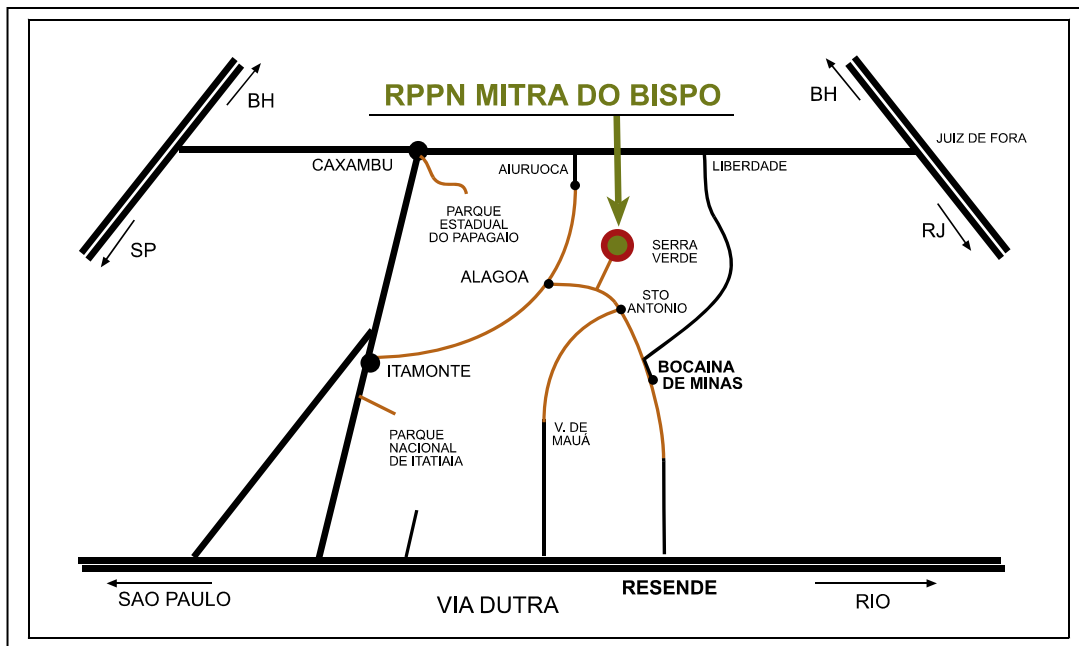 BH
RPPN MITRA DO BISPO
BH
JUIZ DE FORA
CAXAMBU
AIURUOCA
LIBERDADE
PARQUE
ESTADUAL
DO PAPAGAIO
SP
RJ
SERRA
VERDE
ALAGOA
STO
ANTONIO
ITAMONTE
BOCAINA
DE MINAS
V. DE
MAUÁ
PARQUE
NACIONAL
DE ITATIAIA
SAO PAULO
VIA DUTRA
RESENDE
RIO